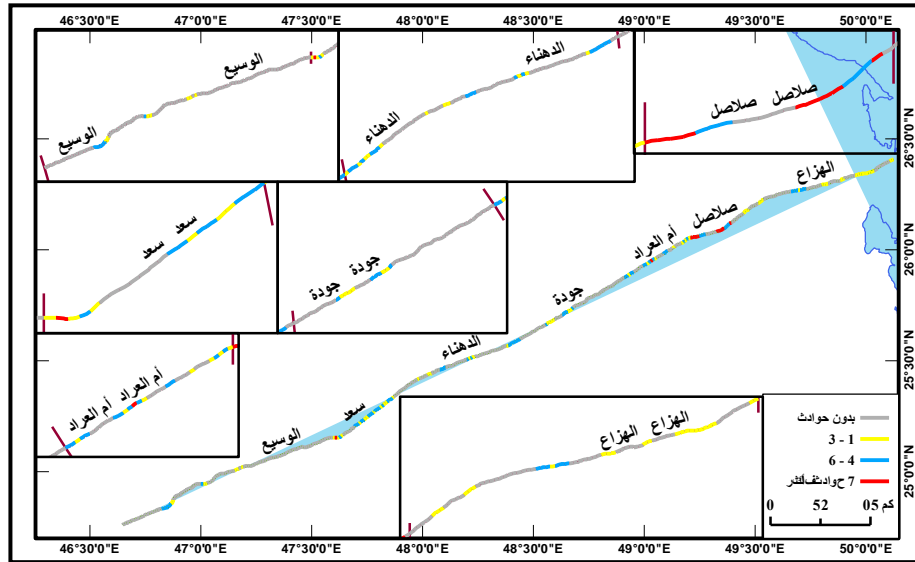 46°30'0"E 47°0'0"E 47°30'0"E 48°0'0"E 48°30'0"E 49°0'0"E 49°30'0"E 50°0'0"E
الوسيع
الوسيع
الدهناء
الدهناء
صلاصل
صلاصل
26°30'0"N
سعد
سعد
جودة
جودة
الهزاع
صلاصل
أم العراد
26°0'0"N
جودة
أم العراد
أم العراد
الدهناء
25°30'0"N
سعد
الوسيع
الهزاع
الهزاع
بدون حوادث
1 - 3
4 - 6
7 حوادث فأكثر
25°0'0"N
0 52 05 كم
46°30'0"E 47°0'0"E 47°30'0"E 48°0'0"E 48°30'0"E 49°0'0"E 49°30'0"E 50°0'0"E